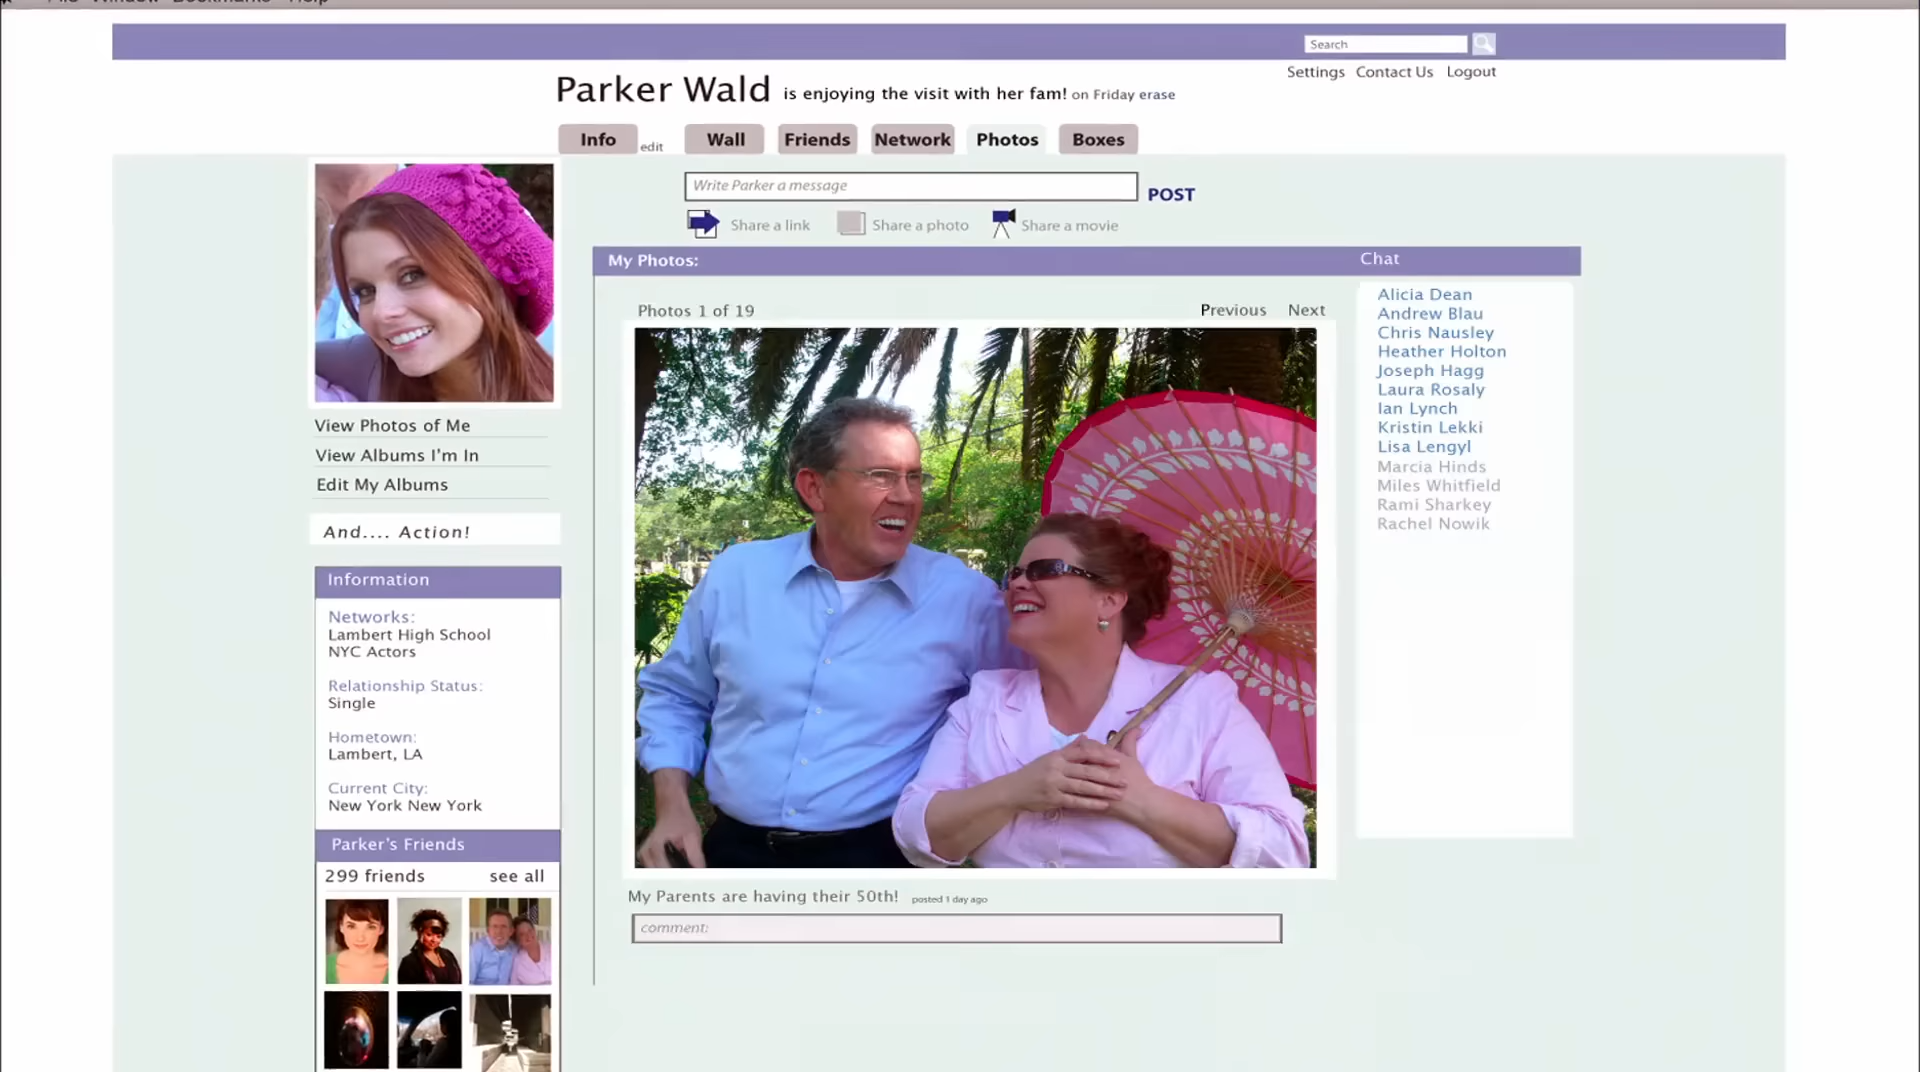 File Window Bookmarks Help
Search
Settings Contact Us Logout
Parker Wald is enjoying the visit with her fam! on Friday erase
Info edit Wall Friends Network Photos Boxes
Write Parker a message POST
Share a link Share a photo Share a movie
My Photos:
Photos 1 of 19 Previous Next
My Parents are having their 50th! posted 1 day ago
comment:
Chat
Alicia Dean
Andrew Blau
Chris Nausley
Heather Holton
Joseph Hagg
Laura Rosaly
Ian Lynch
Kristin Lekki
Lisa Lengyl
Marcia Hinds
Miles Whitfield
Rami Sharkey
Rachel Nowik
View Photos of Me
View Albums I'm In
Edit My Albums
And.... Action!
Information
Networks:
Lambert High School
NYC Actors
Relationship Status:
Single
Hometown:
Lambert, LA
Current City:
New York New York
Parker's Friends
299 friends see all